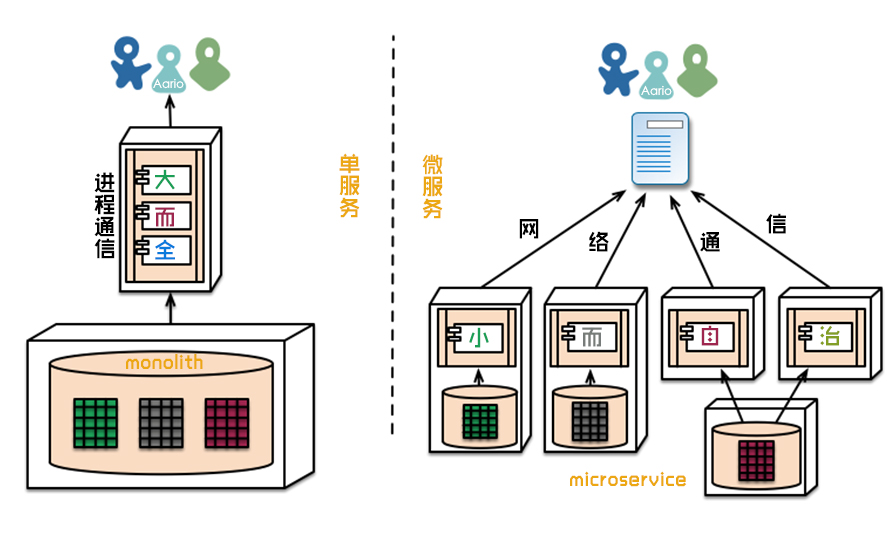 Aario
进程通信
大
而
全
monolith
单服务
微服务
Aario
网
络
通
信
小
而
自
治
microservice